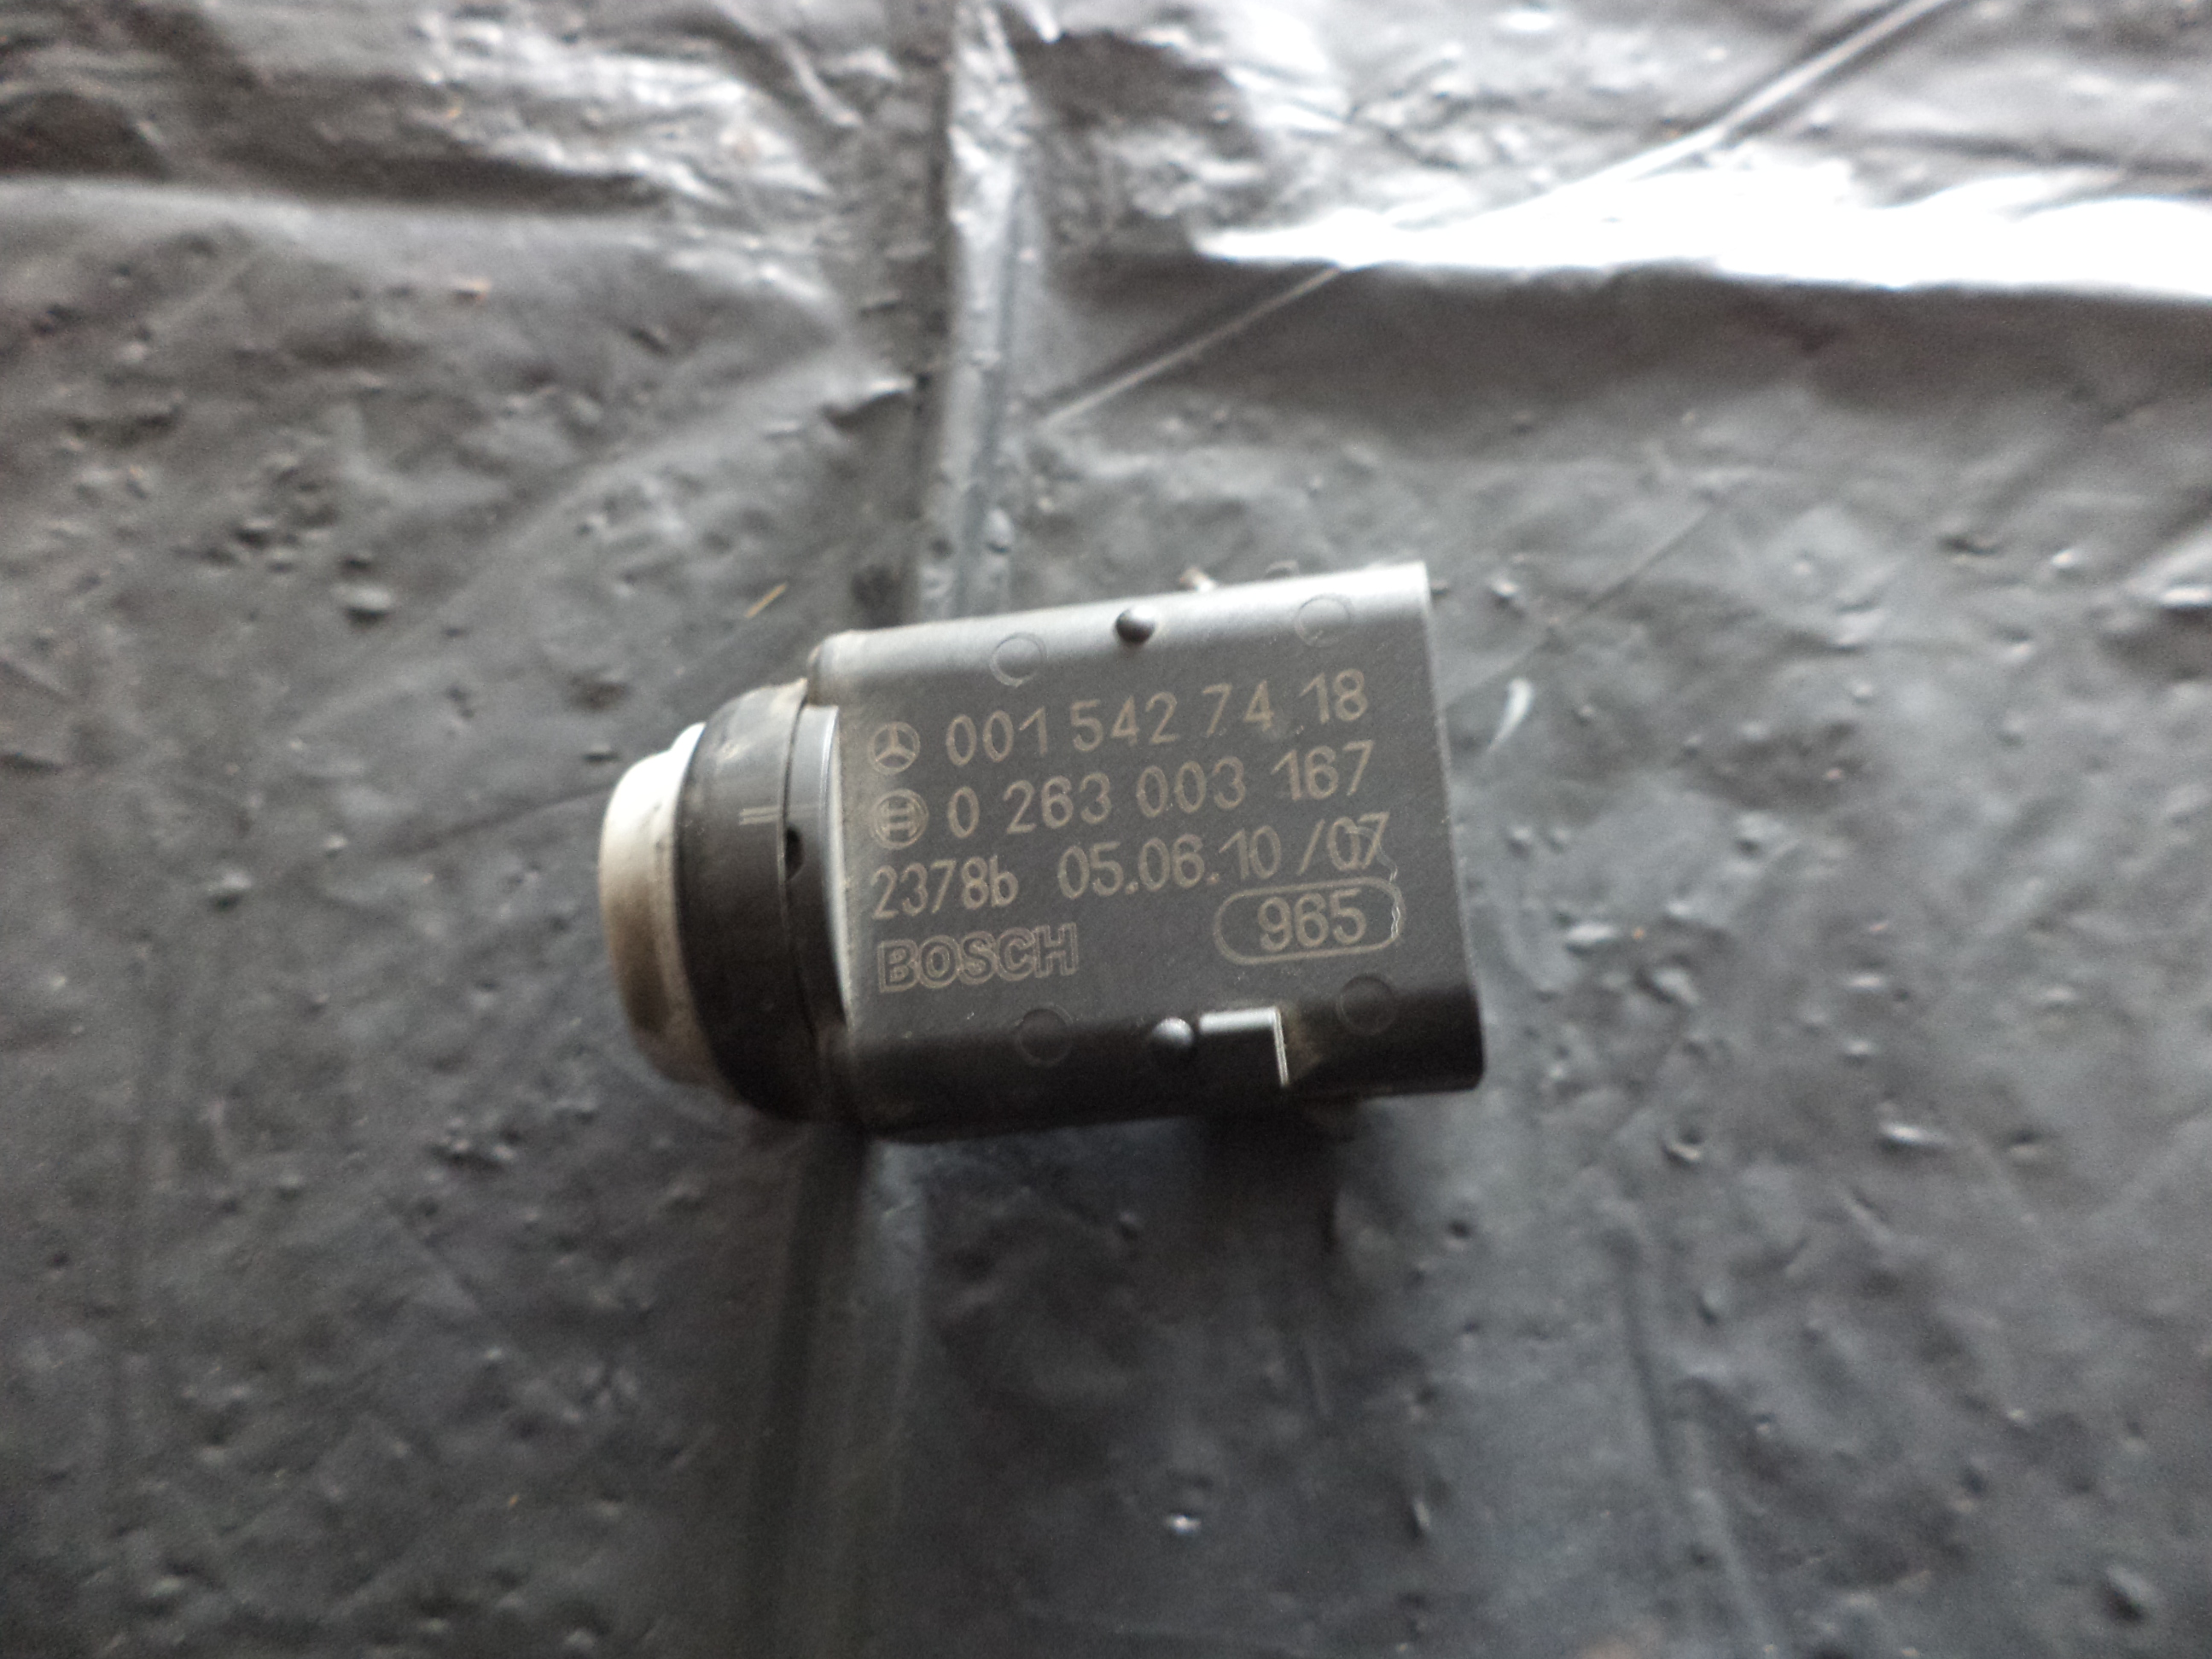 001 542 74 18
0 263 003 167
2378b 05.06.10 /07
BOSCH 965